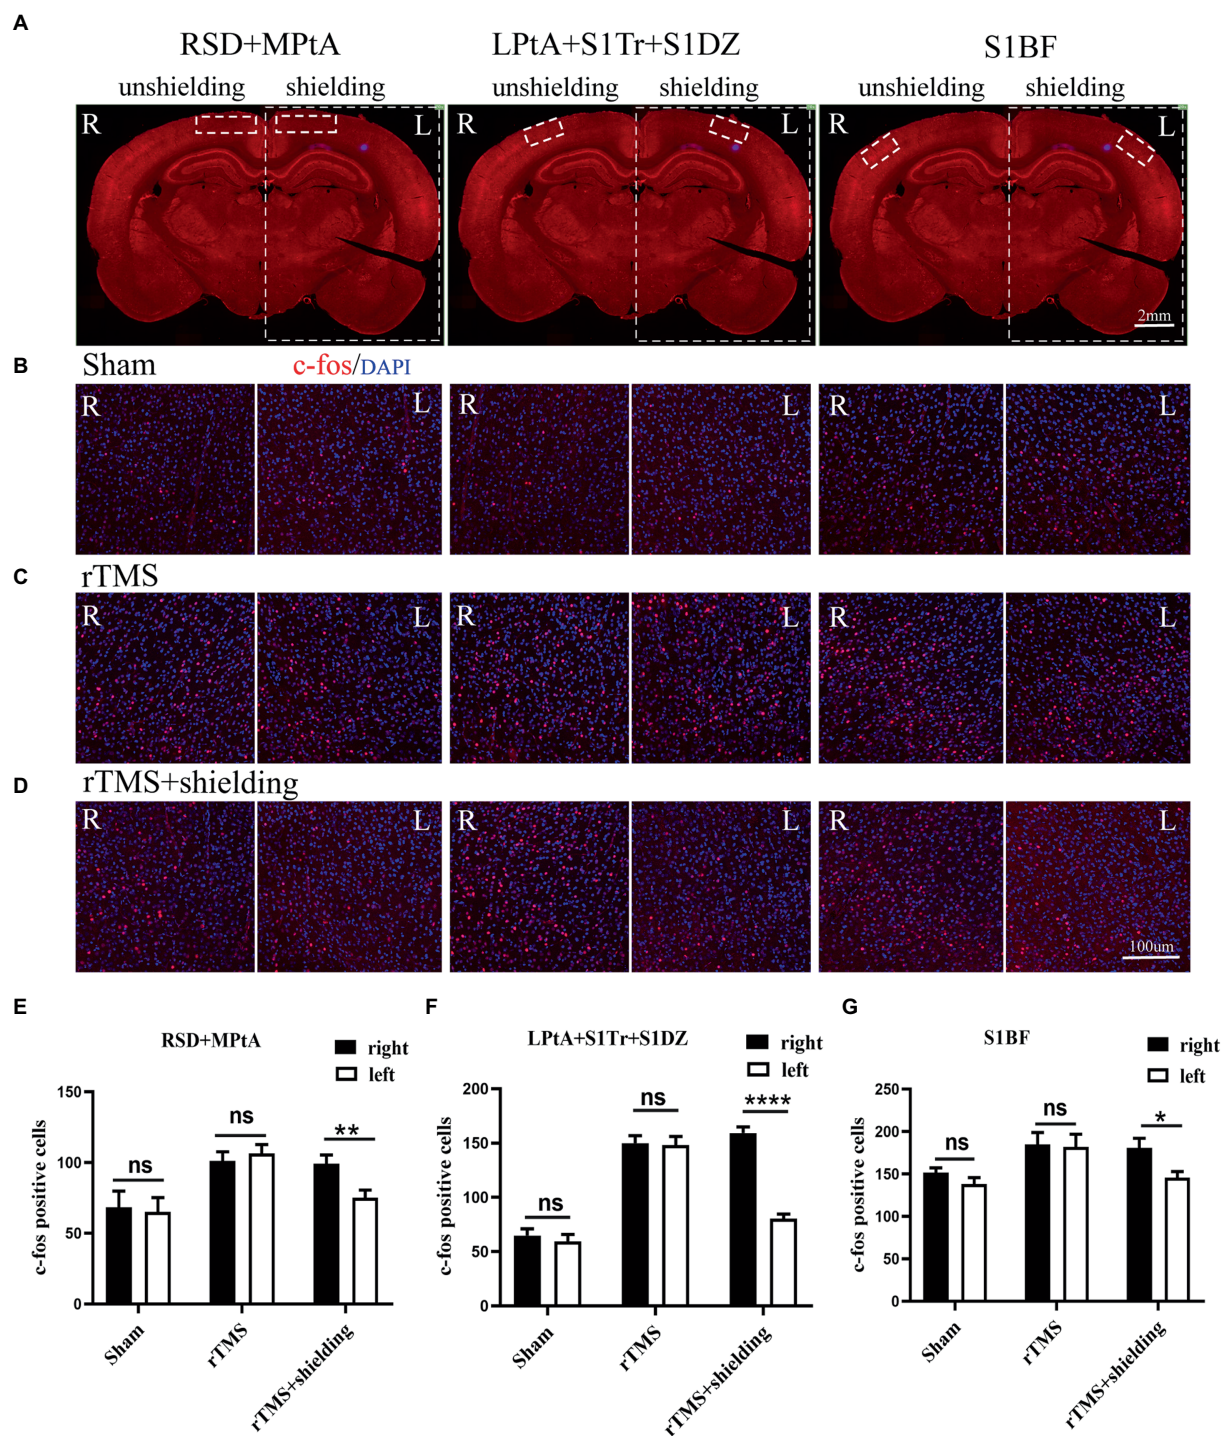 A
RSD+MPtA LPtA+S1Tr+S1DZ S1BF
unshielding shielding unshielding shielding unshielding shielding
R L R L R L
2mm
B
Sham c-fos/DAPI
R L R L R L
C
rTMS
R L R L R L
D
rTMS+shielding
R L R L R L
100um
E
RSD+MPtA
right
left
c-fos positive cells
150
100
50
0
ns
ns
**
Sham
rTMS
rTMS+shielding
F
LPtA+S1Tr+S1DZ
right
left
c-fos positive cells
200
150
100
50
0
ns
ns
****
Sham
rTMS
rTMS+shielding
G
S1BF
right
left
c-fos positive cells
250
200
150
100
50
0
ns
ns
*
Sham
rTMS
rTMS+shielding